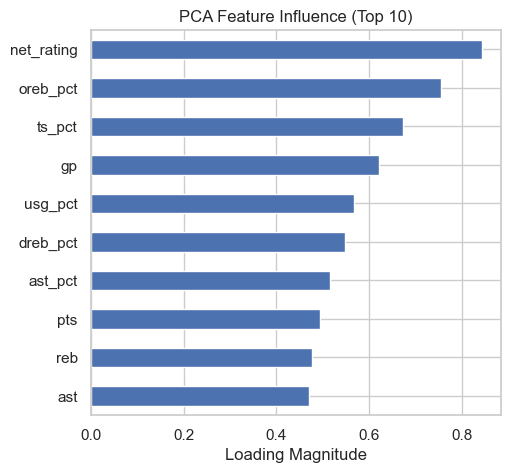 PCA Feature Influence (Top 10)
net_rating
oreb_pct
ts_pct
gp
usg_pct
dreb_pct
ast_pct
pts
reb
ast
0.0 0.2 0.4 0.6 0.8
Loading Magnitude